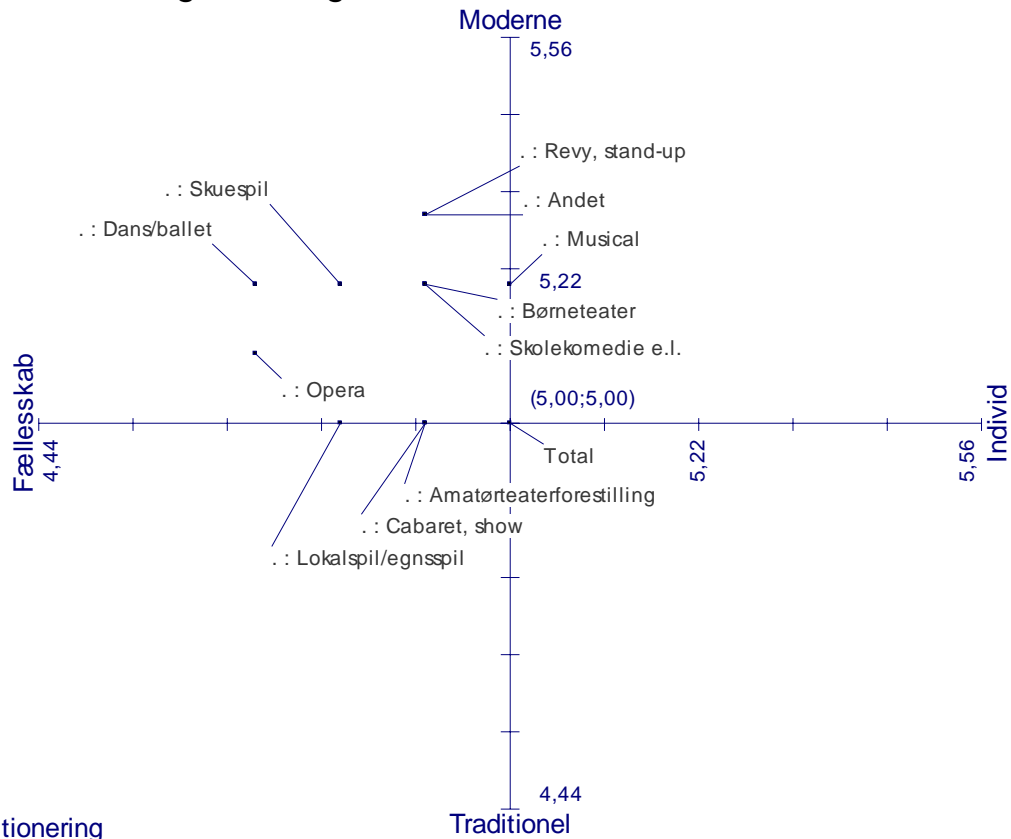 Moderne
5,56
. : Revy, stand-up
. : Skuespil
. : Andet
. : Dans/ballet
. : Musical
5,22
. : Børneteater
. : Skolekomedie e.l.
. : Opera
(5,00;5,00)
Fællesskab
4,44
Total
5,22
5,56
Individ
. : Amatørteaterforestilling
. : Cabaret, show
. : Lokalspil/egnsspil
4,44
Traditionel
tionering